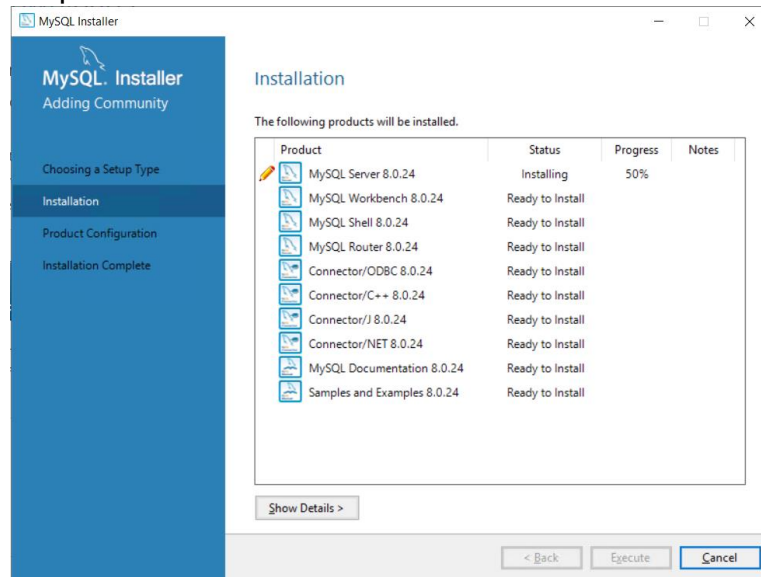 MySQL Installer
MySQL. Installer
Adding Community
Choosing a Setup Type
Installation
Product Configuration
Installation Complete
Installation
The following products will be installed.
Product Status Progress Notes
MySQL Server 8.0.24 Installing 50%
MySQL Workbench 8.0.24 Ready to Install
MySQL Shell 8.0.24 Ready to Install
MySQL Router 8.0.24 Ready to Install
Connector/ODBC 8.0.24 Ready to Install
Connector/C++ 8.0.24 Ready to Install
Connector/J 8.0.24 Ready to Install
Connector/NET 8.0.24 Ready to Install
MySQL Documentation 8.0.24 Ready to Install
Samples and Examples 8.0.24 Ready to Install
Show Details >
< Back Execute Cancel